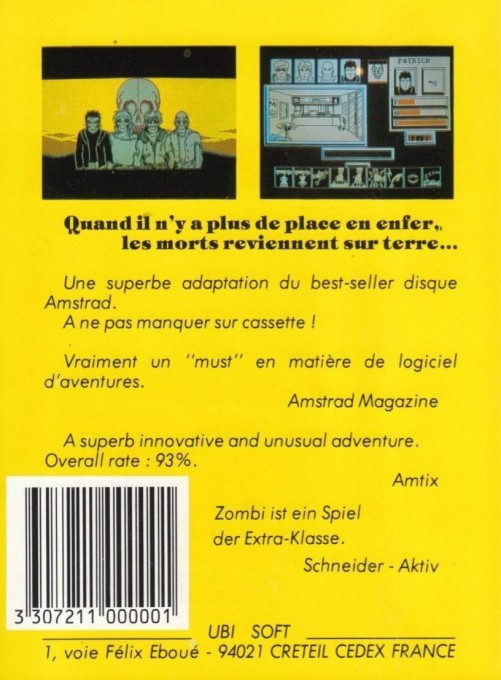 PATRICK
Quand il n'y a plus de place en enfer,
les morts reviennent sur terre...
Une superbe adaptation du best-seller disque
Amstrad.
A ne pas manquer sur cassette !
Vraiment un "must" en matière de logiciel
d'aventures.
Amstrad Magazine
A superb innovative and unusual adventure.
Overall rate : 93%.
Amtix
Zombi ist ein Spiel
der Extra-Klasse.
Schneider - Aktiv
3 307211 000001
UBI SOFT
1, voie Félix Eboué - 94021 CRETEIL CEDEX FRANCE